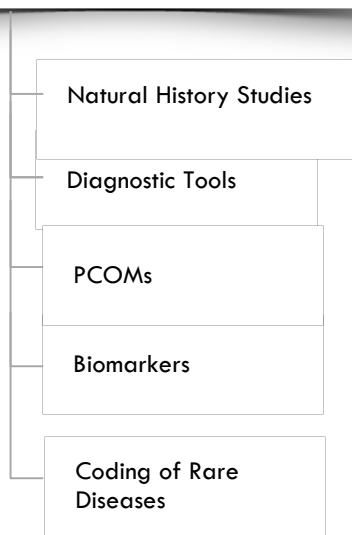 Natural History Studies
Diagnostic Tools
PCOMs
Biomarkers
Coding of Rare
Diseases